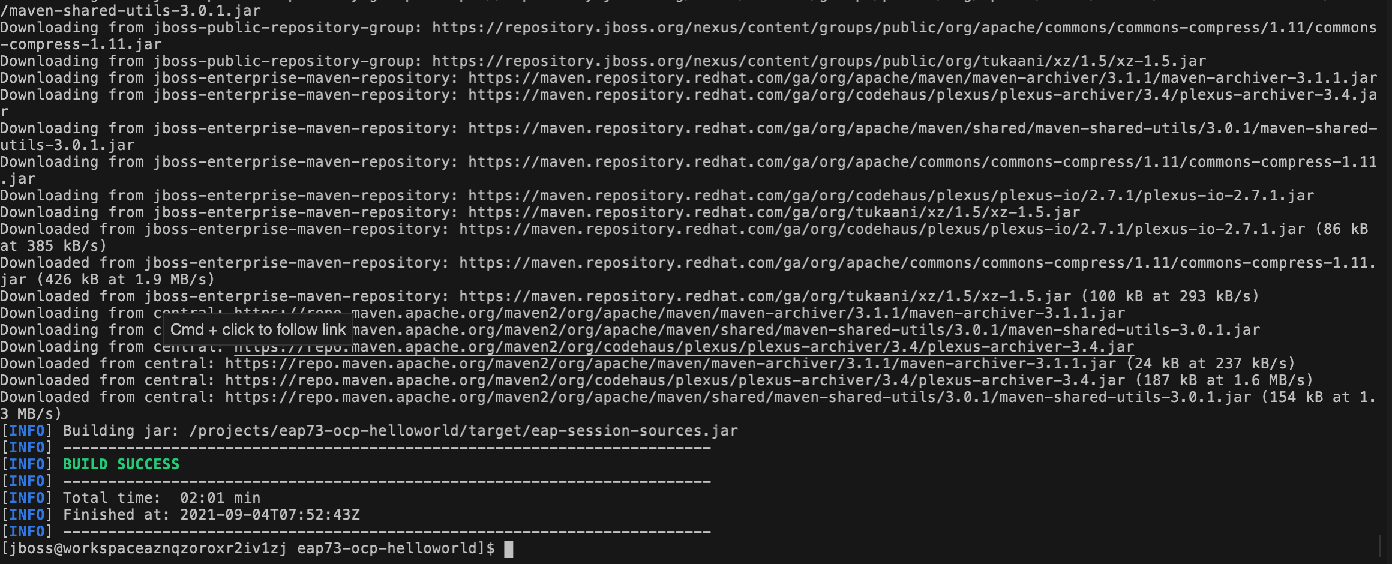 /maven-shared-utils-3.0.1.jar
Downloading from jboss-public-repository-group: https://repository.jboss.org/nexus/content/groups/public/org/apache/commons/commons-compress/1.11/commons
-compress-1.11.jar
Downloading from jboss-public-repository-group: https://repository.jboss.org/nexus/content/groups/public/org/tukaani/xz/1.5/xz-1.5.jar
Downloading from jboss-enterprise-maven-repository: https://maven.repository.redhat.com/ga/org/apache/maven/maven-archiver/3.1.1/maven-archiver-3.1.1.jar
Downloading from jboss-enterprise-maven-repository: https://maven.repository.redhat.com/ga/org/codehaus/plexus/plexus-archiver/3.4/plexus-archiver-3.4.ja
r
Downloading from jboss-enterprise-maven-repository: https://maven.repository.redhat.com/ga/org/apache/maven/shared/maven-shared-utils/3.0.1/maven-shared-
utils-3.0.1.jar
Downloading from jboss-enterprise-maven-repository: https://maven.repository.redhat.com/ga/org/apache/commons/commons-compress/1.11/commons-compress-1.11
.jar
Downloading from jboss-enterprise-maven-repository: https://maven.repository.redhat.com/ga/org/codehaus/plexus/plexus-io/2.7.1/plexus-io-2.7.1.jar
Downloading from jboss-enterprise-maven-repository: https://maven.repository.redhat.com/ga/org/tukaani/xz/1.5/xz-1.5.jar
Downloaded from jboss-enterprise-maven-repository: https://maven.repository.redhat.com/ga/org/codehaus/plexus/plexus-io/2.7.1/plexus-io-2.7.1.jar (86 kB
at 385 kB/s)
Downloaded from jboss-enterprise-maven-repository: https://maven.repository.redhat.com/ga/org/apache/commons/commons-compress/1.11/commons-compress-1.11.
jar (426 kB at 1.9 MB/s)
Downloaded from jboss-enterprise-maven-repository: https://maven.repository.redhat.com/ga/org/tukaani/xz/1.5/xz-1.5.jar (100 kB at 293 kB/s)
Downloading from central: https://repo.maven.apache.org/maven2/org/apache/maven/maven-archiver/3.1.1/maven-archiver-3.1.1.jar
Downloading from c Cmd + click to follow link maven.apache.org/maven2/org/apache/maven/shared/maven-shared-utils/3.0.1/maven-shared-utils-3.0.1.jar
Downloading from central: https://repo.maven.apache.org/maven2/org/codehaus/plexus/plexus-archiver/3.4/plexus-archiver-3.4.jar
Downloaded from central: https://repo.maven.apache.org/maven2/org/apache/maven/maven-archiver/3.1.1/maven-archiver-3.1.1.jar (24 kB at 237 kB/s)
Downloaded from central: https://repo.maven.apache.org/maven2/org/codehaus/plexus/plexus-archiver/3.4/plexus-archiver-3.4.jar (187 kB at 1.6 MB/s)
Downloaded from central: https://repo.maven.apache.org/maven2/org/apache/maven/shared/maven-shared-utils/3.0.1/maven-shared-utils-3.0.1.jar (154 kB at 1.
3 MB/s)
[INFO] Building jar: /projects/eap73-ocp-helloworld/target/eap-session-sources.jar
[INFO] ------------------------------------------------------------------------
[INFO] BUILD SUCCESS
[INFO] ------------------------------------------------------------------------
[INFO] Total time:  02:01 min
[INFO] Finished at: 2021-09-04T07:52:43Z
[INFO] ------------------------------------------------------------------------
[jboss@workspaceaznqzoroxr2iv1zj eap73-ocp-helloworld]$